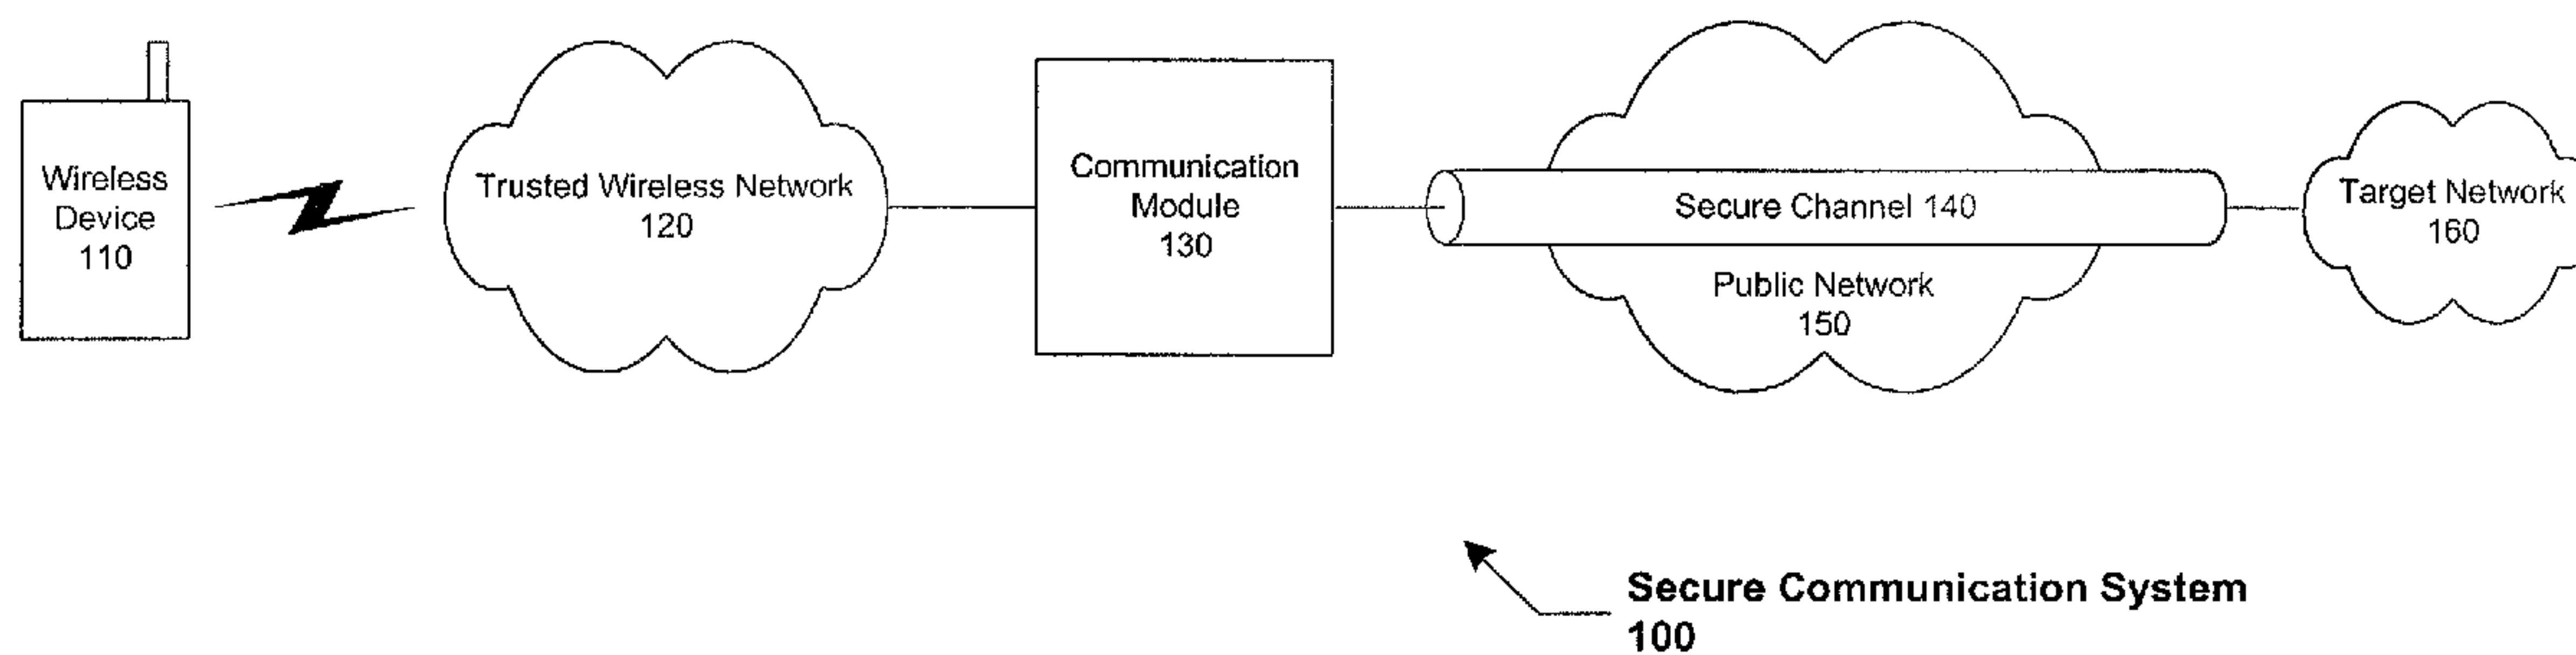 Wireless
Device
110
Trusted Wireless Network
120
Communication
Module
130
Secure Channel 140
Public Network
150
Target Network
160
Secure Communication System
100